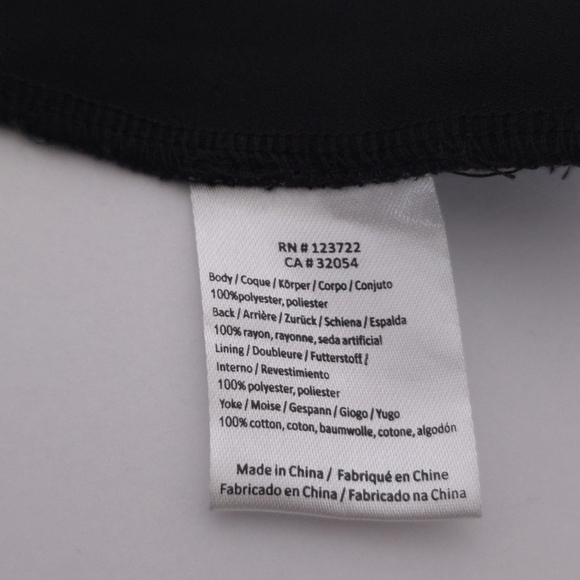 RN # 123722
CA # 32054
Body / Coque / Körper / Corpo / Conjuto
100%polyester, poliester
Back / Arrière / Zurück / Schiena / Espalda
100% rayon, rayonne, seda artificial
Lining / Doubleure / Futterstoff /
Interno / Revestimiento
100% polyester, poliester
Yoke / Moise / Gespann / Giogo / Yugo
100% cotton, coton, baumwolle, cotone, algodón
Made in China / Fabriqué en Chine
Fabricado en China / Fabricado na China